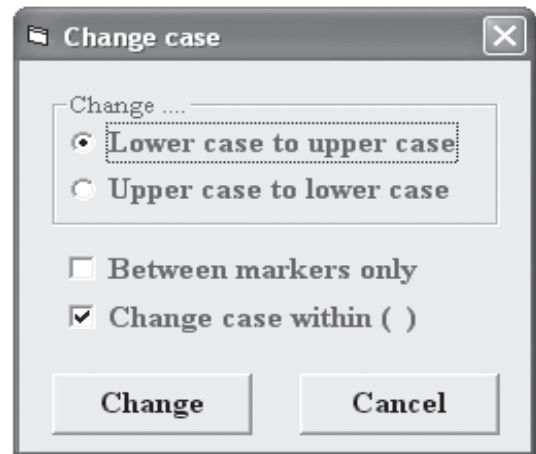 Change case
Change ....
Lower case to upper case
Upper case to lower case
Between markers only
Change case within ( )
Change Cancel